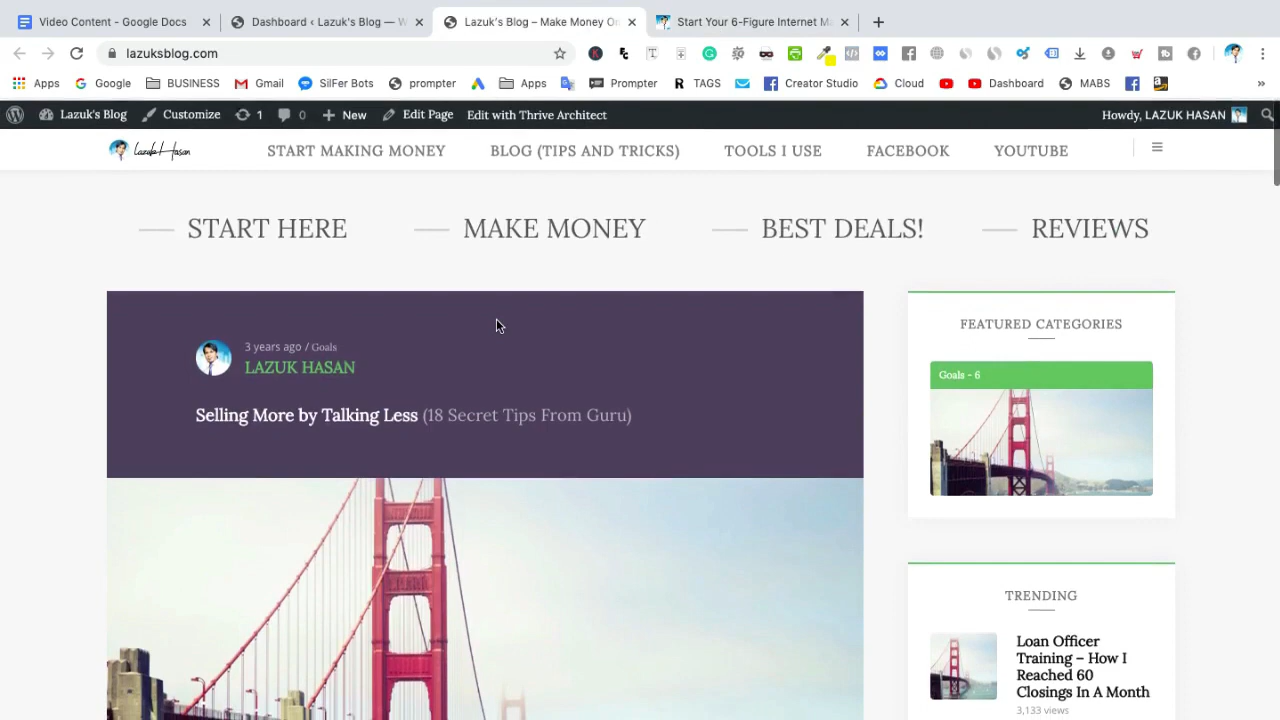 Video Content - Google Docs
Dashboard ‹ Lazuk's Blog — W
Lazuk's Blog – Make Money On
Start Your 6-Figure Internet Ma
lazuksblog.com
Apps
Google
BUSINESS
Gmail
SilFer Bots
prompter
Apps
Prompter
TAGS
Creator Studio
Cloud
Dashboard
MABS
Lazuk's Blog
Customize
1
0
New
Edit Page
Edit with Thrive Architect
Howdy, LAZUK HASAN
Lazuk Hasan
START MAKING MONEY
BLOG (TIPS AND TRICKS)
TOOLS I USE
FACEBOOK
YOUTUBE
START HERE
MAKE MONEY
BEST DEALS!
REVIEWS
3 years ago / Goals
LAZUK HASAN
Selling More by Talking Less (18 Secret Tips From Guru)
FEATURED CATEGORIES
Goals - 6
TRENDING
Loan Officer
Training – How I
Reached 60
Closings In A Month
3,133 views